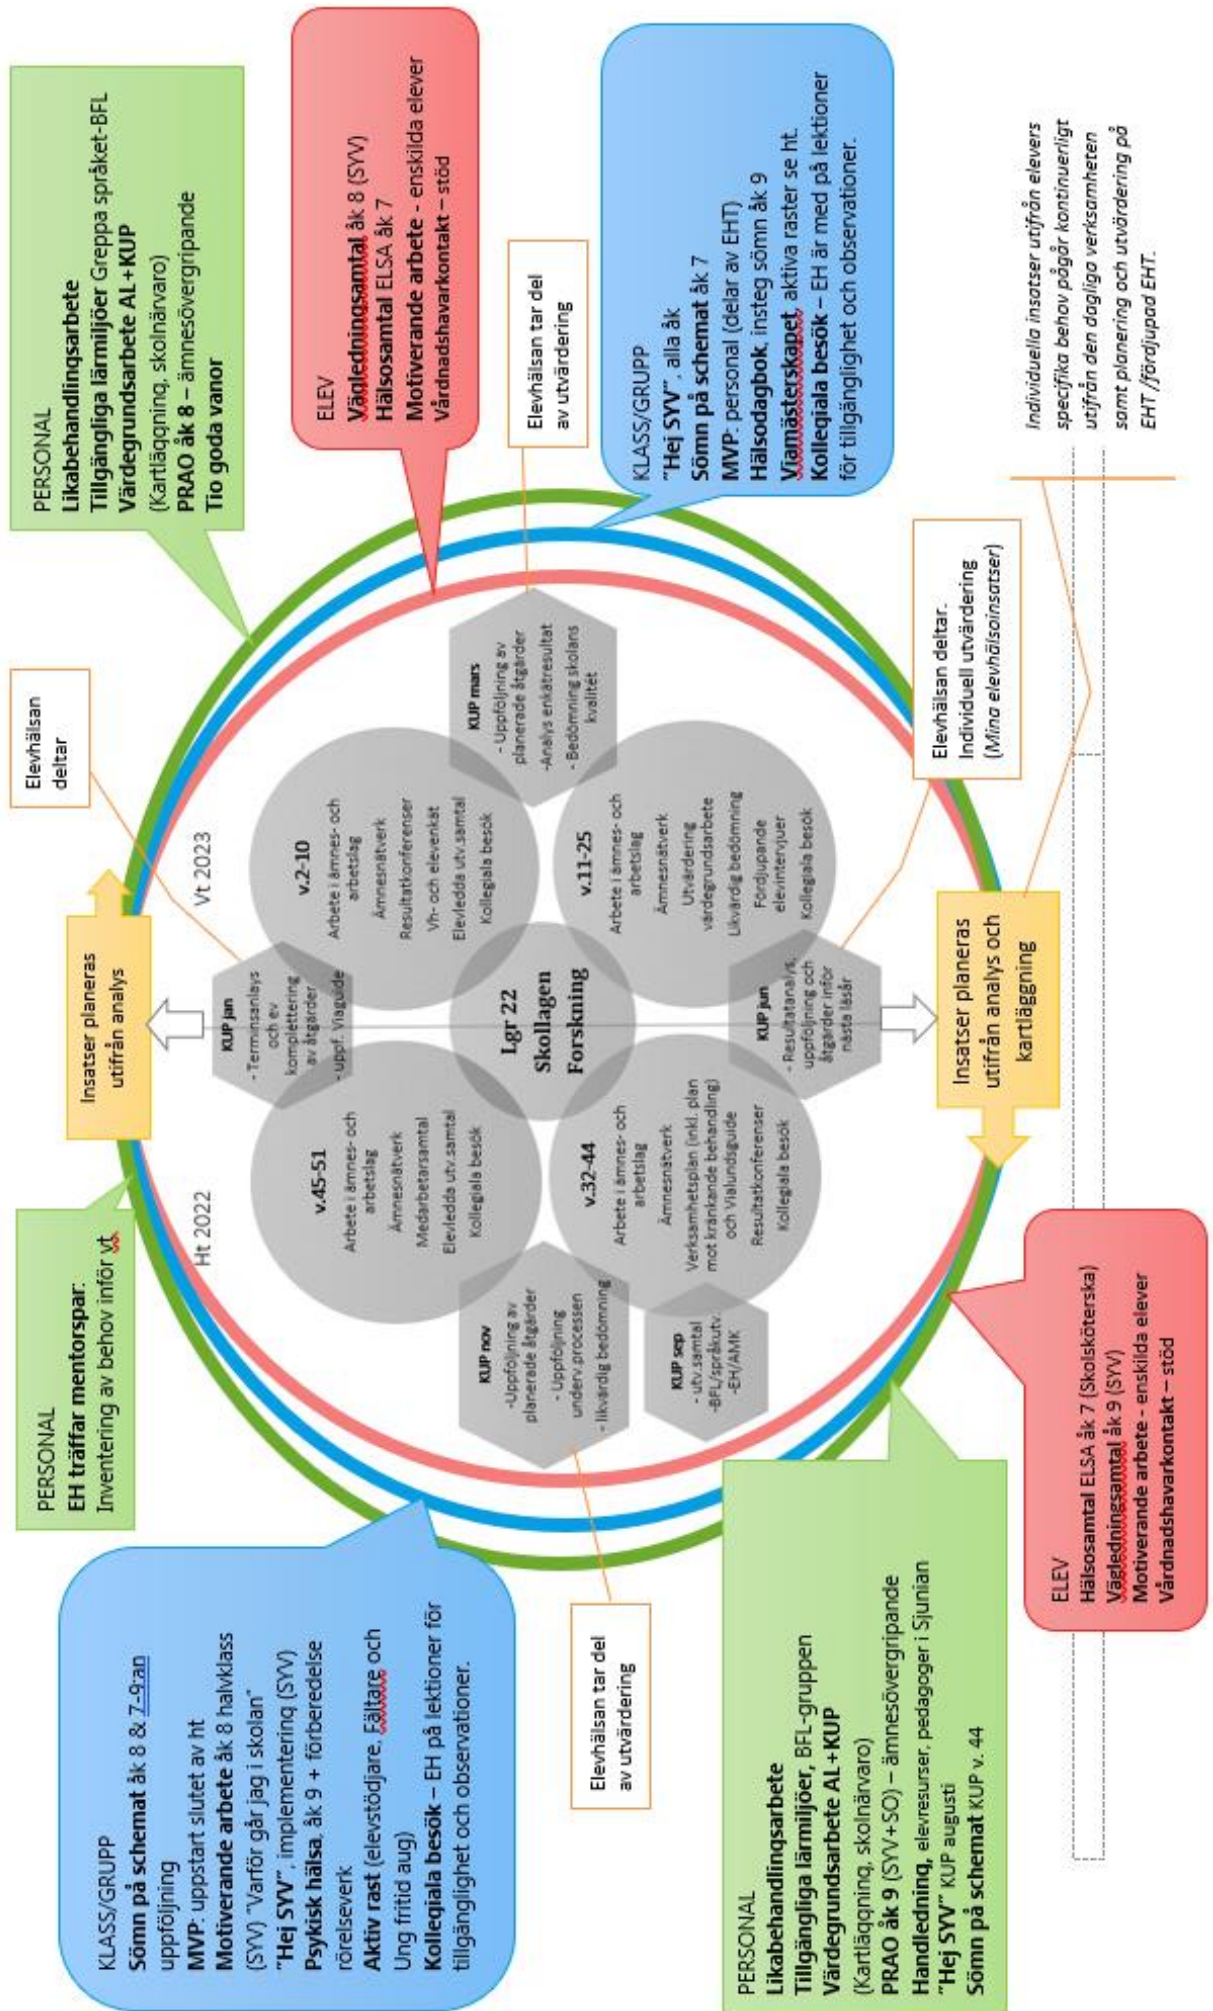 PERSONAL
EH träffar mentorspar:
Inventering av behov inför vt
Insatser planeras
utifrån analys
Elevhälsan
deltar
PERSONAL
Likabehandlingsarbete
Tillgängliga lärmiljöer Greppa språket-BFL
Värdegrundsarbete AL+KUP
(Kartläggning, skolnärvaro)
PRAO åk 8 – ämnesövergripande
Tio goda vanor
KLASS/GRUPP
Sömn på schemat åk 8 & 7-9:an
uppföljning
MVP: uppstart slutet av ht
Motiverande arbete åk 8 halvklass
(SYV) "Varför går jag i skolan"
"Hej SYV", implementering (SYV)
Psykisk hälsa, åk 9 + förberedelse
rörelseverk
Aktiv rast (elevstödjare, Fältare och
Ung fritid aug)
Kollegiala besök – EH på lektioner för
tillgänglighet och observationer.
Ht 2022
Vt 2023
ELEV
Vägledningsamtal åk 8 (SYV)
Hälsosamtal ELSA åk 7
Motiverande arbete - enskilda elever
Vårdnadshavarkontakt – stöd
KUP jan
- Terminsanlays
och ev
komplettering
av åtgärder
- uppf. Viaguide
v.45-51
Arbete i ämnes- och
arbetslag
Ämnesnätverk
Medarbetarsamtal
Elevledda utv.samtal
Kollegiala besök
v.2-10
Arbete i ämnes- och
arbetslag
Ämnesnätverk
Resultatkonferenser
Vh- och elevenkät
Elevledda utv.samtal
Kollegiala besök
KUP nov
-Uppföljning av
planerade åtgärder
- Uppföljning
underv.processen
- likvärdig bedömning
Lgr 22
Skollagen
Forskning
KUP mars
- Uppföljning av
planerade åtgärder
-Analys enkätresultat
- Bedömning skolans
kvalitét
Elevhälsan tar del
av utvärdering
Elevhälsan tar del
av utvärdering
KUP sep
- utv.samtal
-BFL/språkutv.
-EH/AMK
v.32-44
Arbete i ämnes- och
arbetslag
Ämnesnätverk
Verksamhetsplan (inkl. plan
mot kränkande behandling)
och Vialundsguide
Resultatkonferenser
Kollegiala besök
v.11-25
Arbete i ämnes- och
arbetslag
Ämnesnätverk
Utvärdering
värdegrundsarbete
Likvärdig bedömning
Fördjupande
elevintervjuer
Kollegiala besök
KUP jun
- Resultatanalys,
uppföljning och
åtgärder inför
nästa läsår
KLASS/GRUPP
"Hej SYV", alla åk
Sömn på schemat åk 7
MVP: personal (delar av EHT)
Hälsodagbok, insteg sömn åk 9
Viamästerskapet, aktiva raster se ht.
Kollegiala besök – EH är med på lektioner
för tillgänglighet och observationer.
PERSONAL
Likabehandlingsarbete
Tillgängliga lärmiljöer, BFL-gruppen
Värdegrundsarbete AL+KUP
(Kartläggning, skolnärvaro)
PRAO åk 9 (SYV+SO) – ämnesövergripande
Handledning, elevresurser, pedagoger i Sjunian
"Hej SYV" KUP augusti
Sömn på schemat KUP v. 44
Insatser planeras
utifrån analys och
kartläggning
Elevhälsan deltar.
Individuell utvärdering
(Mina elevhälsoinsatser)
ELEV
Hälsosamtal ELSA åk 7 (Skolsköterska)
Vägledningsamtal åk 9 (SYV)
Motiverande arbete - enskilda elever
Vårdnadshavarkontakt – stöd
Individuella insatser utifrån elevers
specifika behov pågår kontinuerligt
utifrån den dagliga verksamheten
samt planering och utvärdering på
EHT /fördjupad EHT.